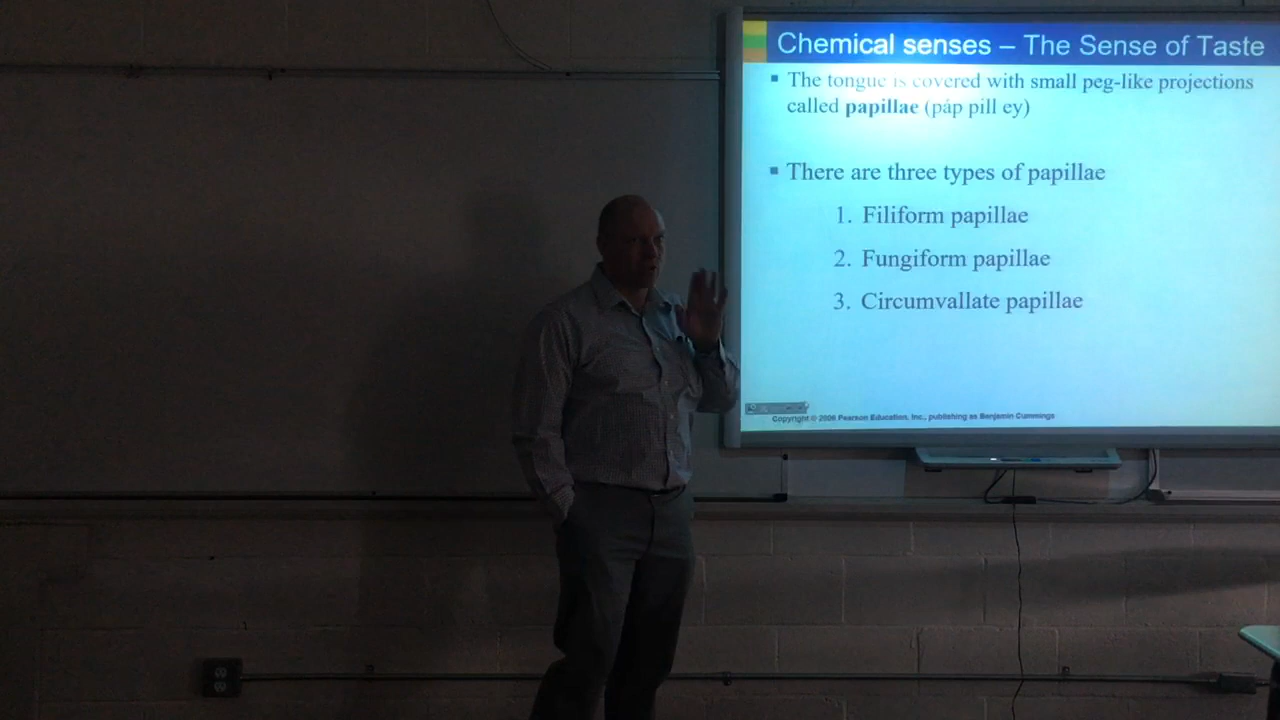 Chemical senses – The Sense of Taste
▪ The tongue is covered with small peg-like projections
called papillae (páp pill ey)
▪ There are three types of papillae
1. Filiform papillae
2. Fungiform papillae
3. Circumvallate papillae
Copyright © 2006 Pearson Education, Inc., publishing as Benjamin Cummings